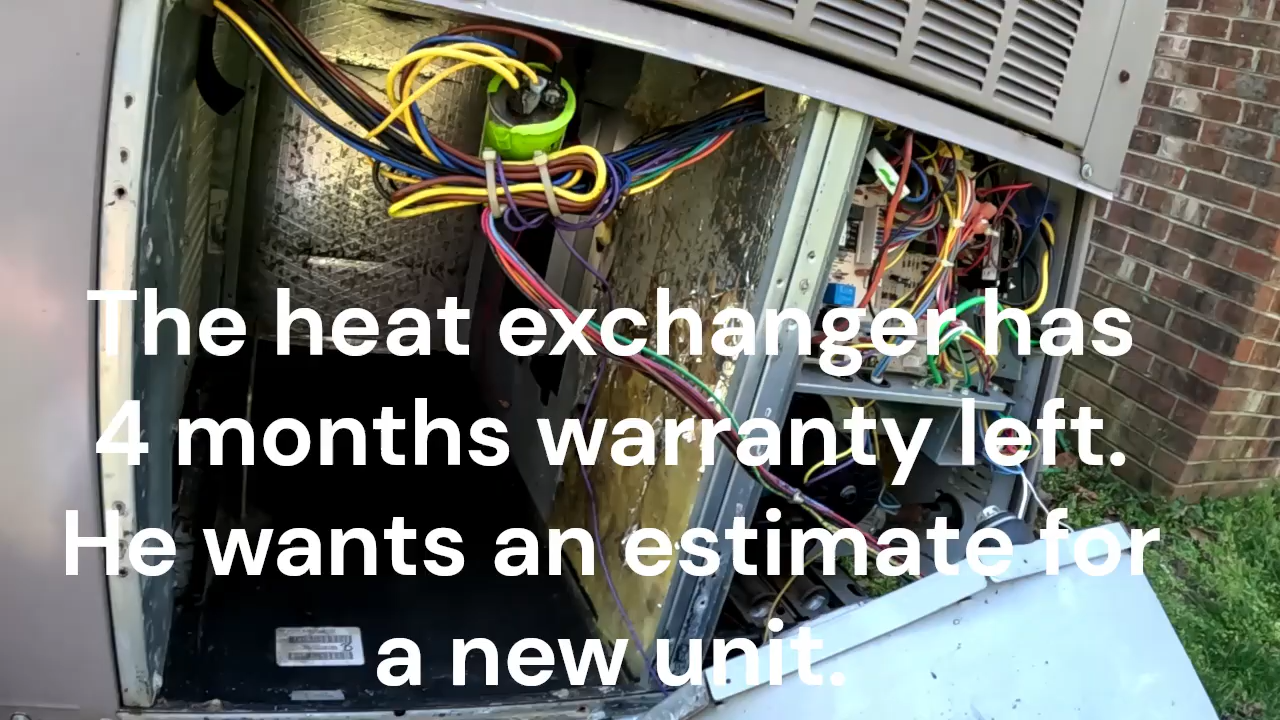 The heat exchanger has
4 months warranty left.
He wants an estimate for
a new unit.